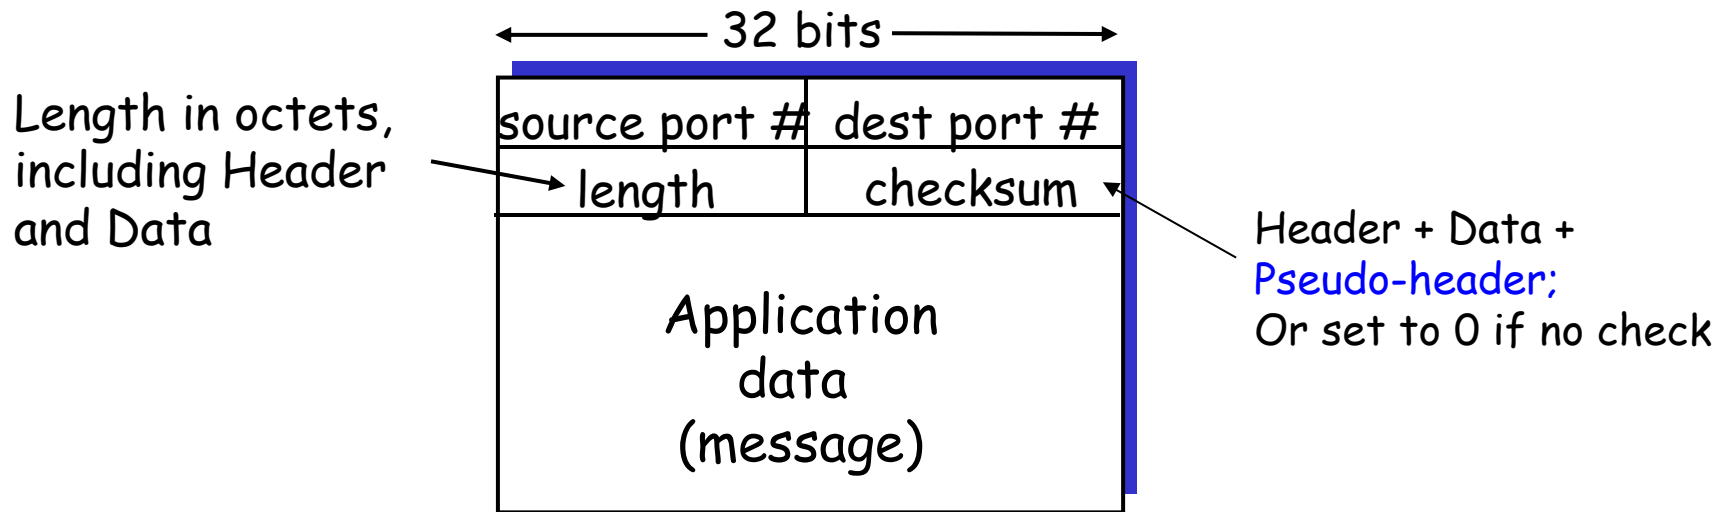 32 bits
Length in octets,
including Header
and Data
source port #
dest port #
length
checksum
Header + Data +
Pseudo-header;
Or set to 0 if no check
Application
data
(message)